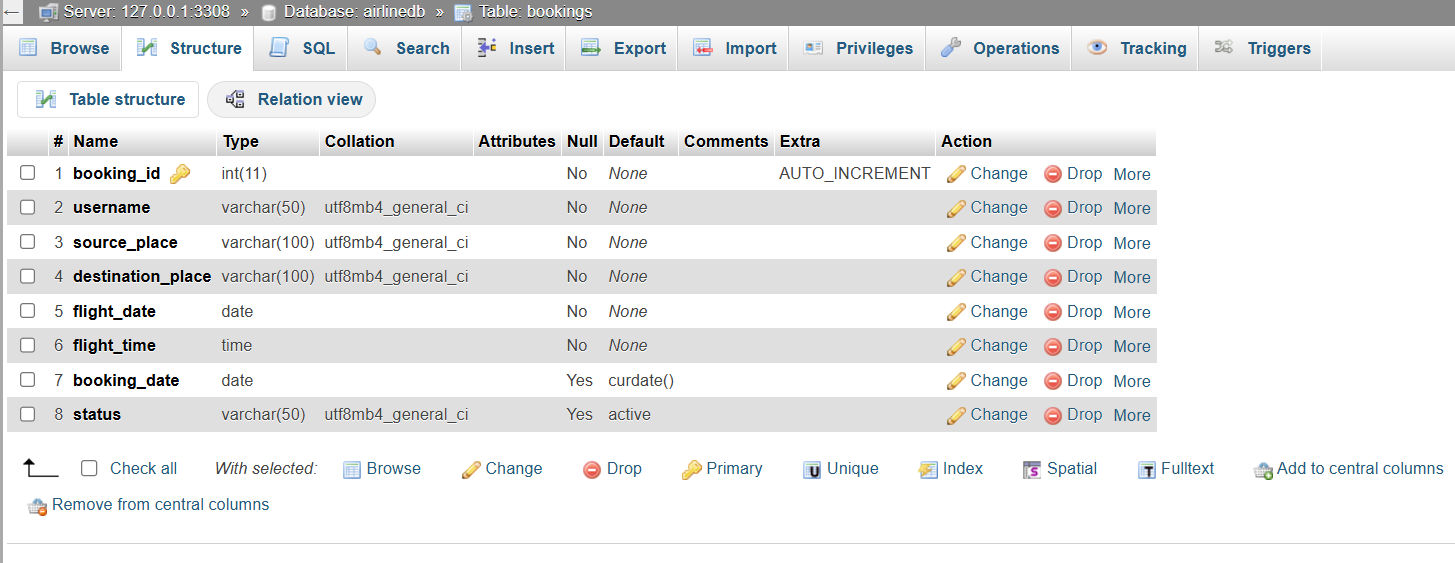 Server: 127.0.0.1:3308 » Database: airlinedb » Table: bookings
Browse Structure SQL Search Insert Export Import Privileges Operations Tracking Triggers
Table structure Relation view
# Name Type Collation Attributes Null Default Comments Extra Action
1 booking_id int(11) No None AUTO_INCREMENT Change Drop More
2 username varchar(50) utf8mb4_general_ci No None Change Drop More
3 source_place varchar(100) utf8mb4_general_ci No None Change Drop More
4 destination_place varchar(100) utf8mb4_general_ci No None Change Drop More
5 flight_date date No None Change Drop More
6 flight_time time No None Change Drop More
7 booking_date date Yes curdate() Change Drop More
8 status varchar(50) utf8mb4_general_ci Yes active Change Drop More
Check all With selected: Browse Change Drop Primary Unique Index Spatial Fulltext Add to central columns
Remove from central columns